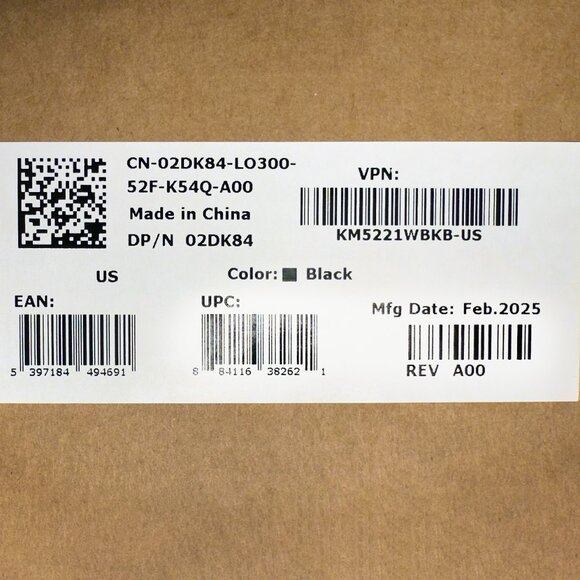 CN-02DK84-LO300-
52F-K54Q-A00
Made in China
DP/N 02DK84
VPN:
KM5221WBKB-US
US
Color: Black
EAN:
5 397184 494691
UPC:
8 84116 38262 1
Mfg Date: Feb.2025
REV A00